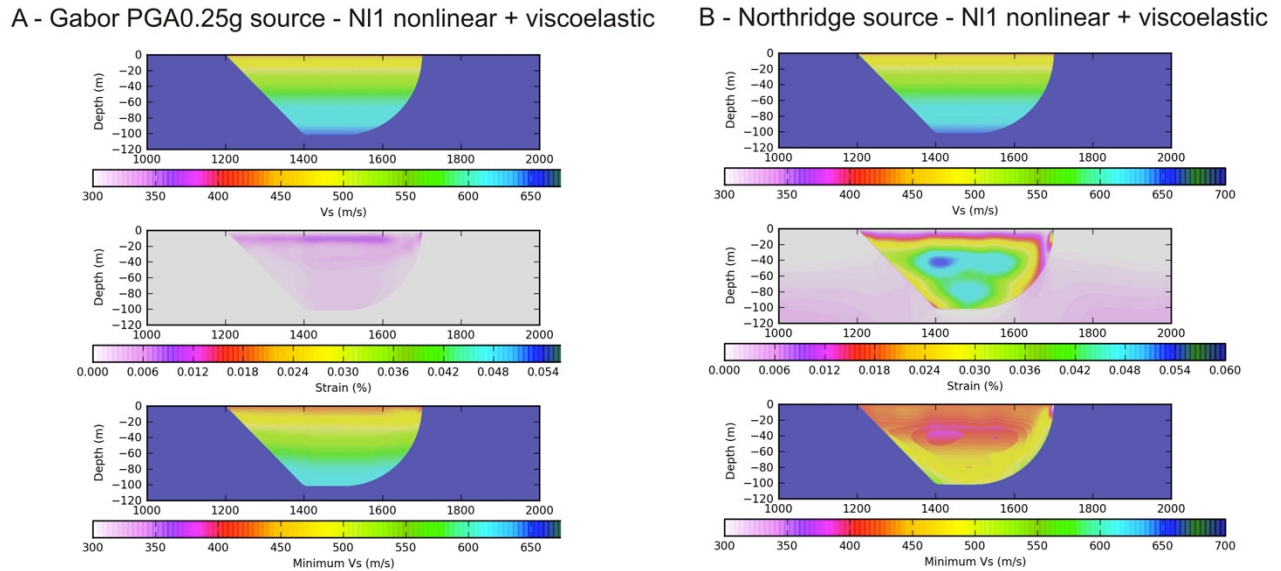 A - Gabor PGA0.25g source - Nl1 nonlinear + viscoelastic
0
−20
−40
−60
−80
−100
−120
Depth (m)
1000 1200 1400 1600 1800 2000
300 350 400 450 500 550 600 650
Vs (m/s)
0
−20
−40
−60
−80
−100
−120
Depth (m)
1000 1200 1400 1600 1800 2000
0.000 0.006 0.012 0.018 0.024 0.030 0.036 0.042 0.048 0.054
Strain (%)
0
−20
−40
−60
−80
−100
−120
Depth (m)
1000 1200 1400 1600 1800 2000
300 350 400 450 500 550 600 650
Minimum Vs (m/s)
B - Northridge source - Nl1 nonlinear + viscoelastic
0
−20
−40
−60
−80
−100
−120
Depth (m)
1000 1200 1400 1600 1800 2000
300 350 400 450 500 550 600 650 700
Vs (m/s)
0
−20
−40
−60
−80
−100
−120
Depth (m)
1000 1200 1400 1600 1800 2000
0.000 0.006 0.012 0.018 0.024 0.030 0.036 0.042 0.048 0.054 0.060
Strain (%)
0
−20
−40
−60
−80
−100
−120
Depth (m)
1000 1200 1400 1600 1800 2000
300 350 400 450 500 550 600 650 700
Minimum Vs (m/s)